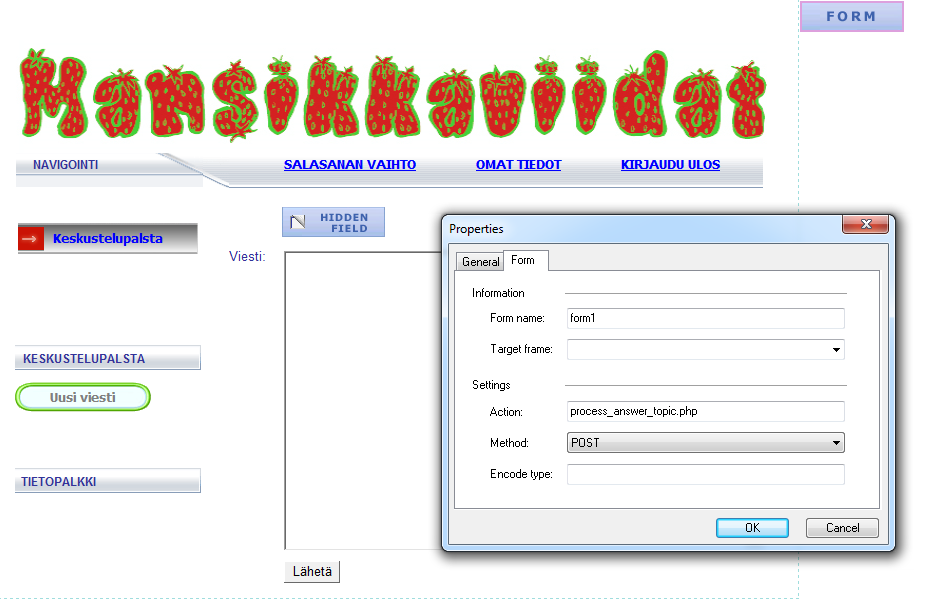 FORM
Mansikkaviidat
NAVIGOINTI
SALASANAN VAIHTO
OMAT TIEDOT
KIRJAUDU ULOS
HIDDEN
FIELD
Keskustelupalsta
Viesti:
KESKUSTELUPALSTA
Uusi viesti
TIETOPALKKI
Lähetä
Properties
General
Form
Information
Form name:
form1
Target frame:
Settings
Action:
process_answer_topic.php
Method:
POST
Encode type:
OK
Cancel